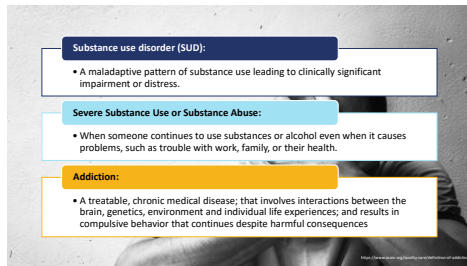 Substance use disorder (SUD):
• A maladaptive pattern of substance use leading to clinically significant
impairment or distress.
Severe Substance Use or Substance Abuse:
• When someone continues to use substances or alcohol even when it causes
problems, such as trouble with work, family, or their health.
Addiction:
• A treatable, chronic medical disease; that involves interactions between the
brain, genetics, environment and individual life experiences; and results in
compulsive behavior that continues despite harmful consequences